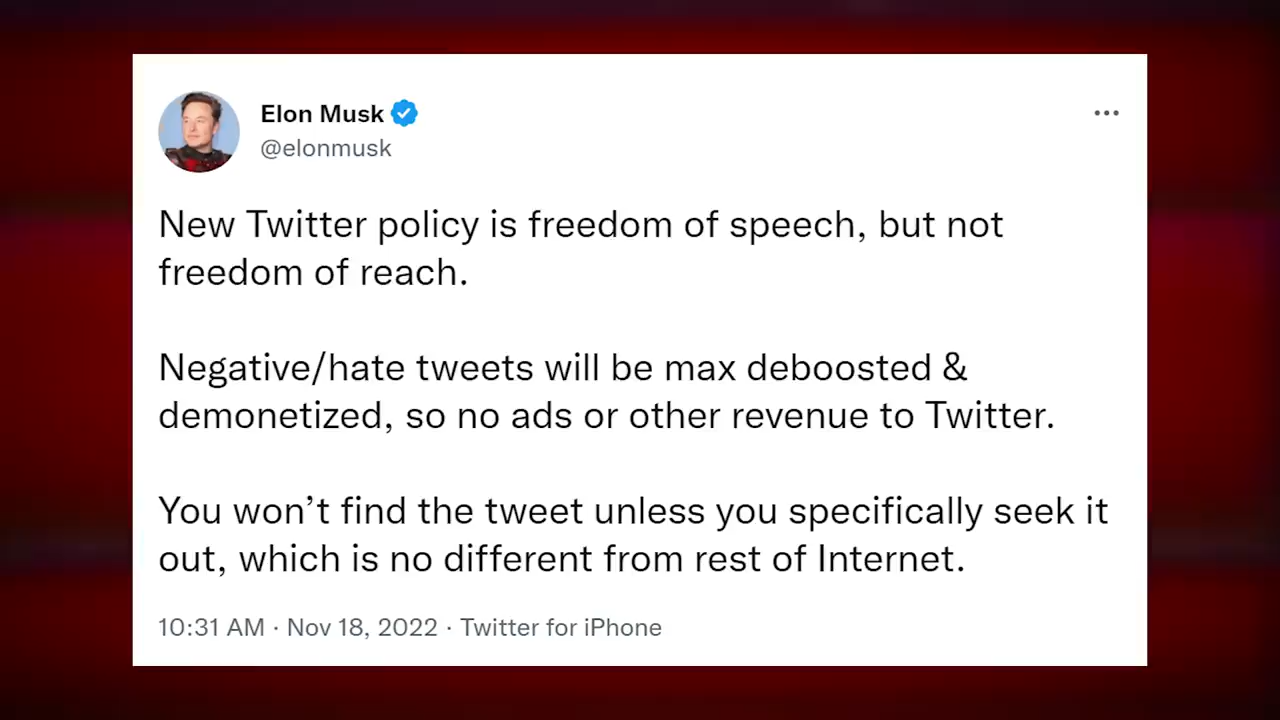 Elon Musk
@elonmusk
New Twitter policy is freedom of speech, but not
freedom of reach.
Negative/hate tweets will be max deboosted &
demonetized, so no ads or other revenue to Twitter.
You won’t find the tweet unless you specifically seek it
out, which is no different from rest of Internet.
10:31 AM · Nov 18, 2022 · Twitter for iPhone